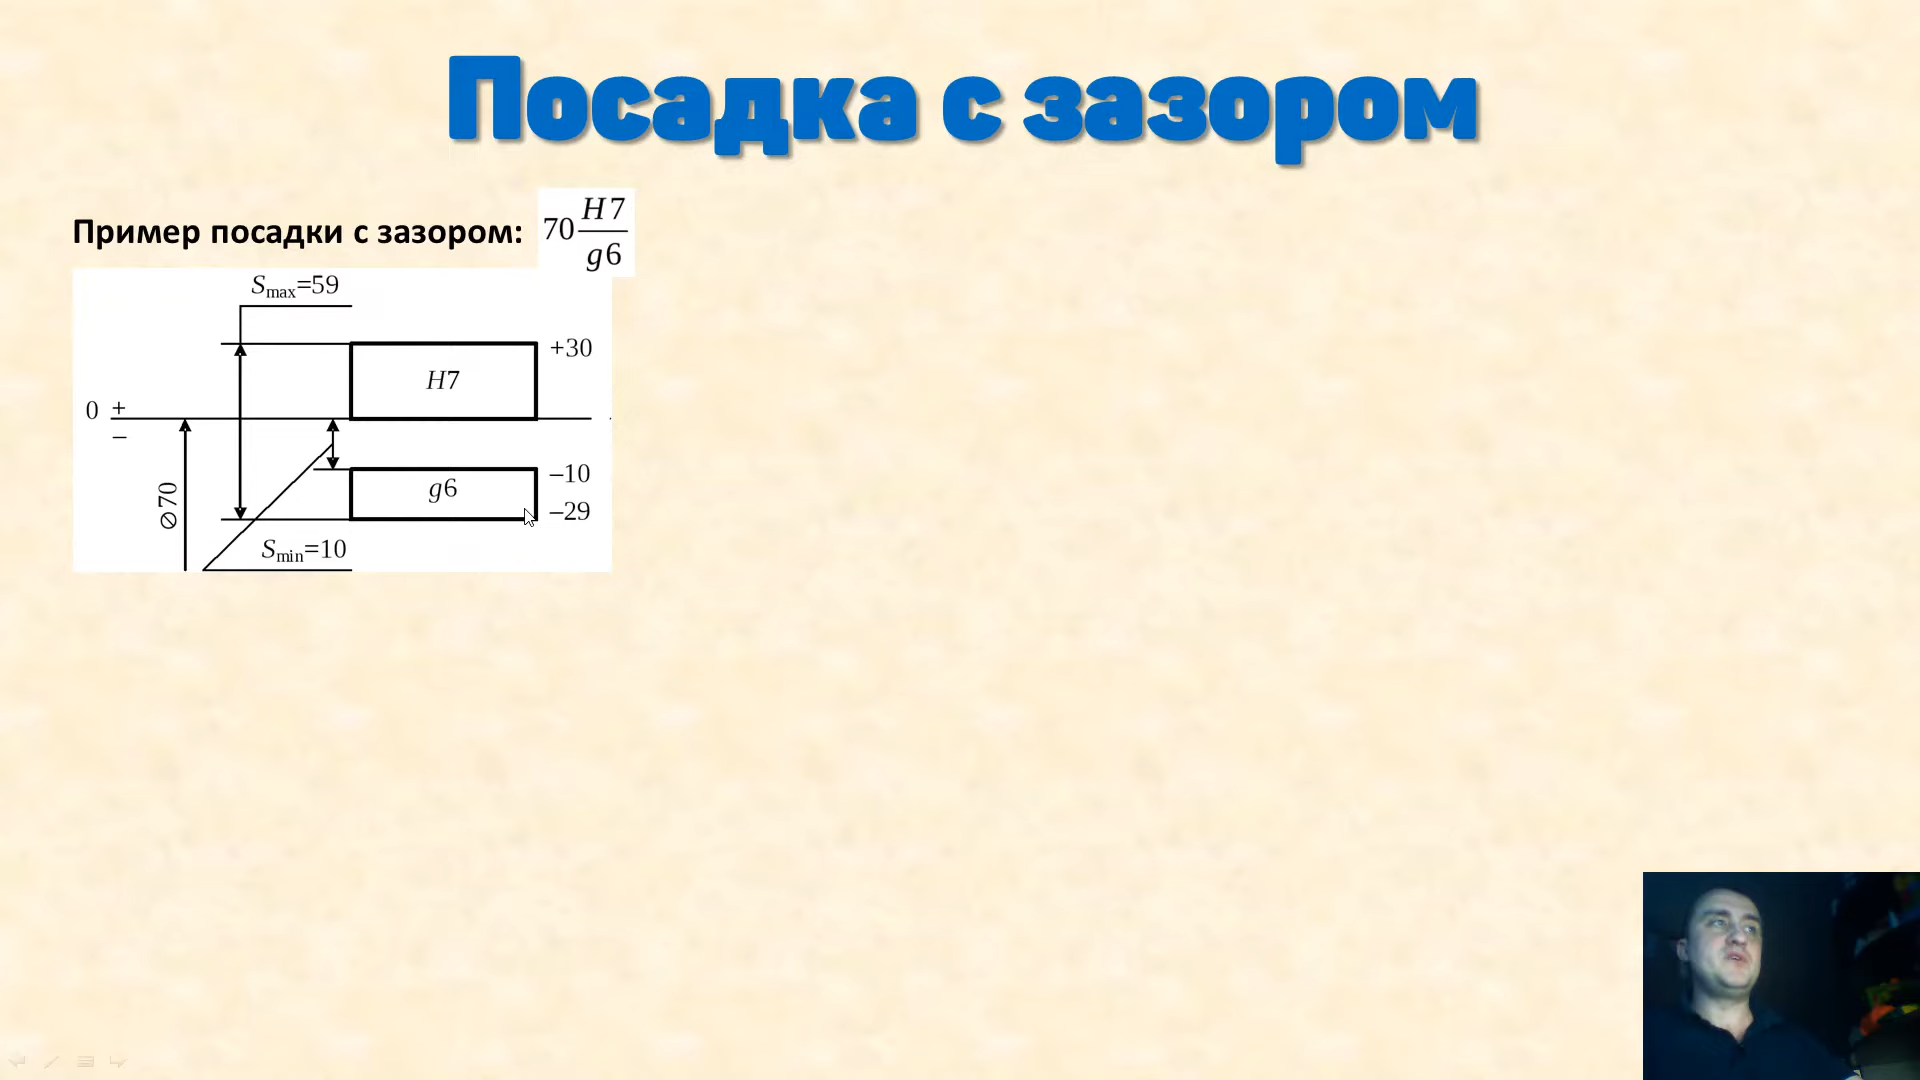 Посадка с зазором
Пример посадки с зазором: 70 H7/g6
Smax=59
+30
H7
0 +
–
–10
g6
–29
⌀70
Smin=10